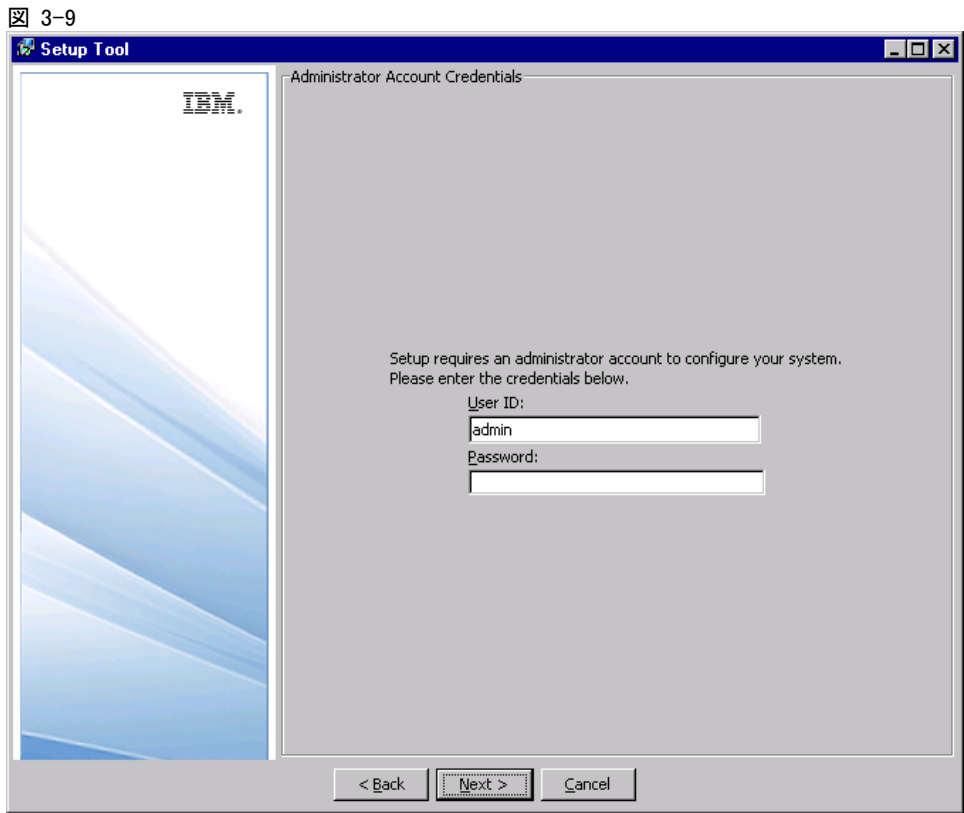 図 3-9
Setup Tool
IBM.
Administrator Account Credentials
Setup requires an administrator account to configure your system.
Please enter the credentials below.
User ID:
admin
Password:
< Back
Next >
Cancel